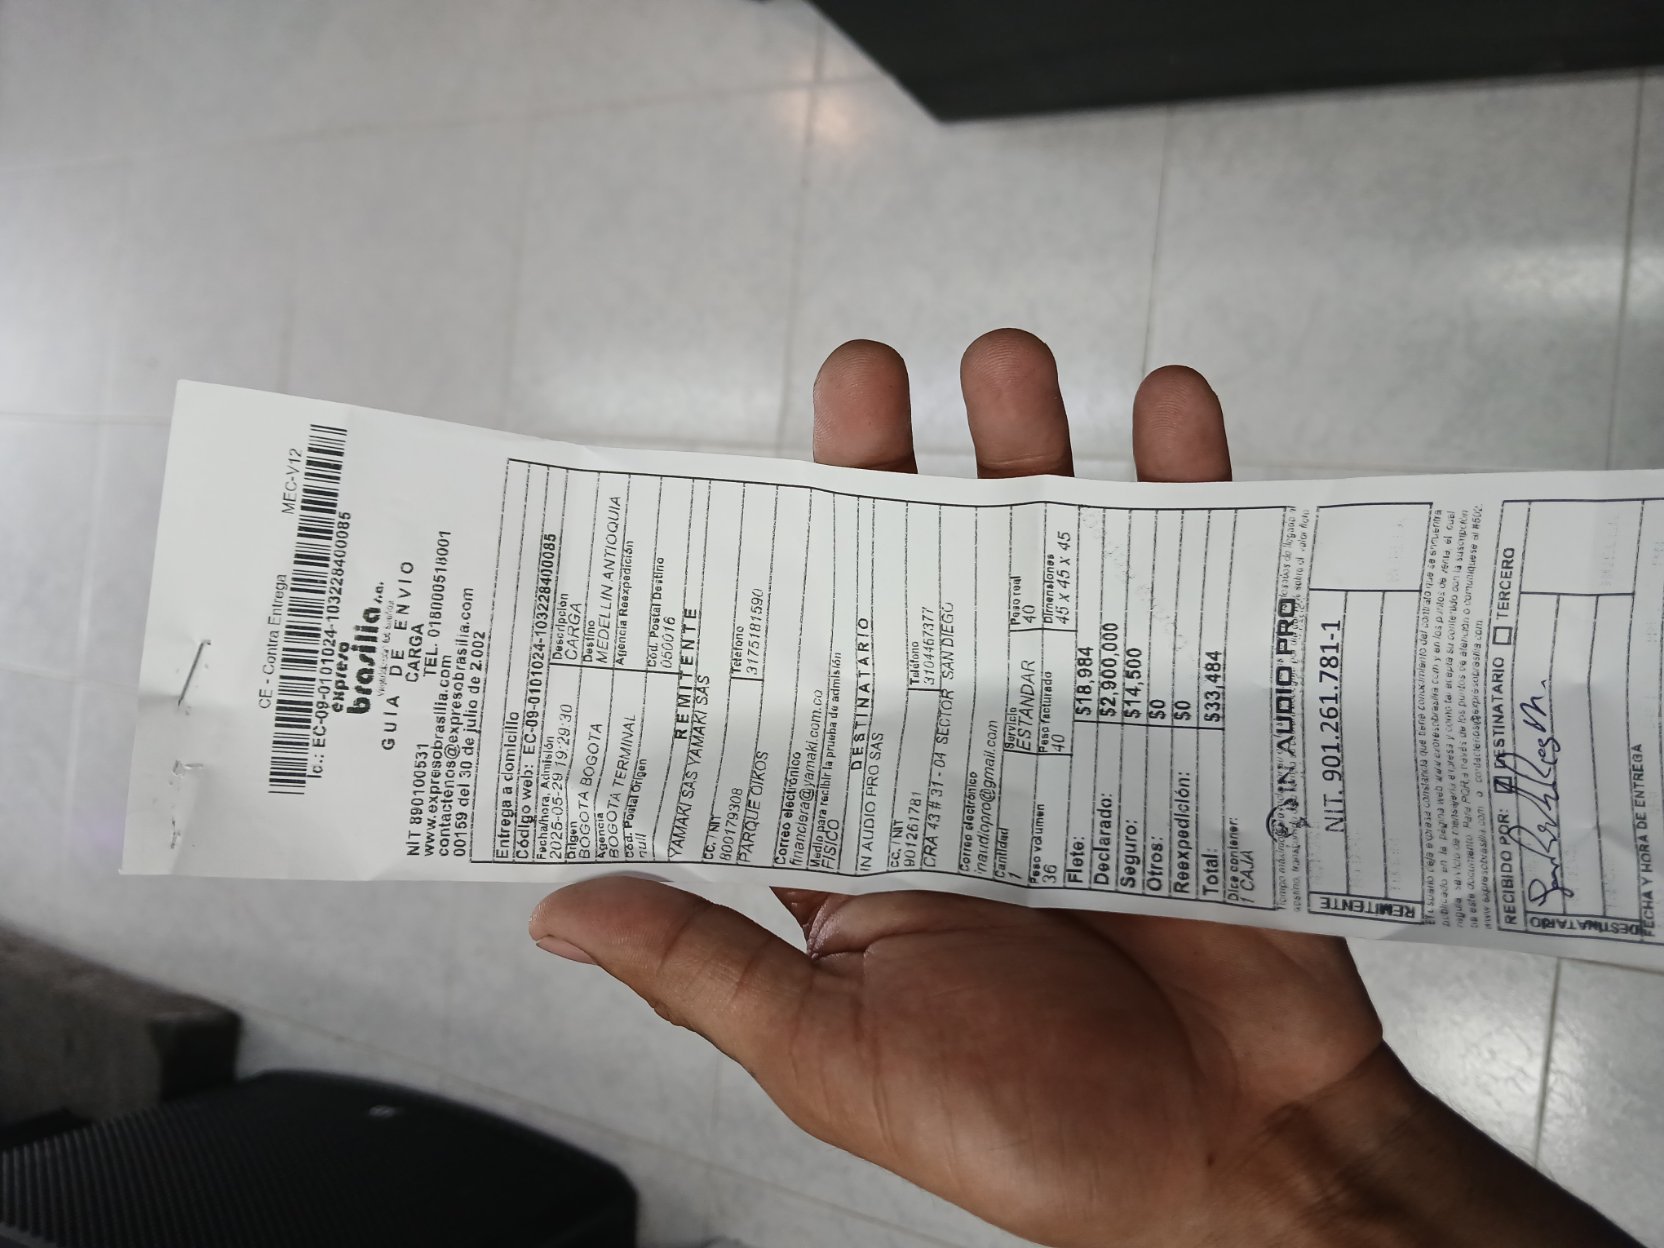 CE - Contra Entrega MEC-V12
Ic.: EC-09-0101024-1032284000085
expreso
brasilia s.a.
GUIA DE ENVIO
CARGA
NIT 890100531 TEL. 018000518001
www.expresobrasilia.com
contactenos@expresobrasilia.com
00159 del 30 de julio de 2.002
Entrega a domicilio
Código web: EC-09-0101024-1032284000085
Fecha/hora. Admisión Descripción
2026-05-29 19:29:30 CARGA
Origen Destino
BOGOTA BOGOTA MEDELLIN ANTIOQUIA
Agencia Agencia Reexpedición
BOGOTA TERMINAL
Cód. Postal Origen Cód. Postal Destino
null 050016
REMITENTE
YAMAKI SAS YAMAKI SAS
CC, NIT Teléfono
800179308 3175181590
PARQUE OIKOS
Correo electrónico
financiera@yamaki.com.co
Medio para recibir la prueba de admisión
FISICO
DESTINATARIO
IN AUDIO PRO SAS
CC, NIT Teléfono
901261781 3104467377
CRA 43 # 31 - 04 SECTOR SAN DIEGO
Correo electrónico
inaudiopro@gmail.com
Cantidad Servicio Peso real
1 ESTANDAR 40
Peso volumen Peso facturado Dimensiones
36 40 45 x 45 x 45
Flete: $18,984
Declarado: $2,900,000
Seguro: $14,500
Otros: $0
Reexpedición: $0
Total: $33,484
Dice contener:
1 CAJA
IN AUDIO PRO
NIT. 901.261.781-1
REMITENTE
RECIBIDO POR: DESTINATARIO TERCERO
DESTINATARIO
FECHA Y HORA DE ENTREGA